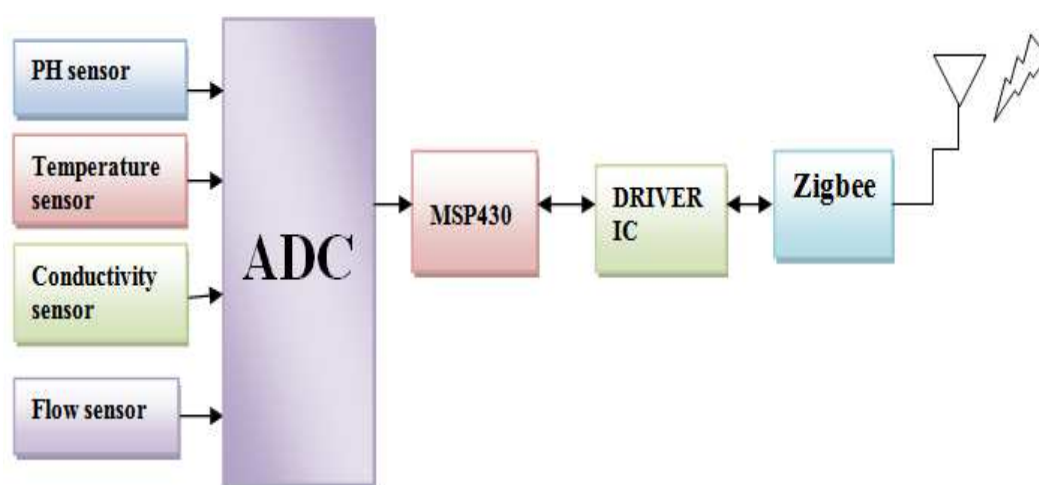 PH sensor
Temperature
sensor
Conductivity
sensor
Flow sensor
ADC
MSP430
DRIVER
IC
Zigbee